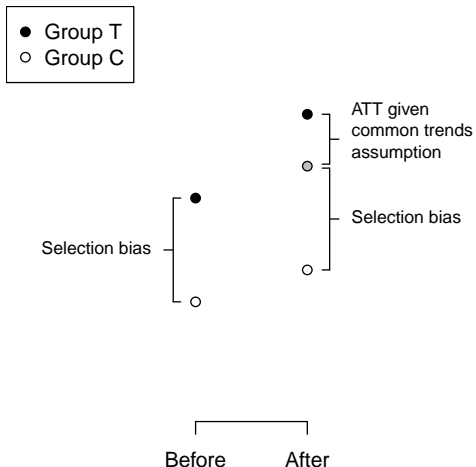 Group T
Group C
ATT given
common trends
assumption
Selection bias
Selection bias
Before
After